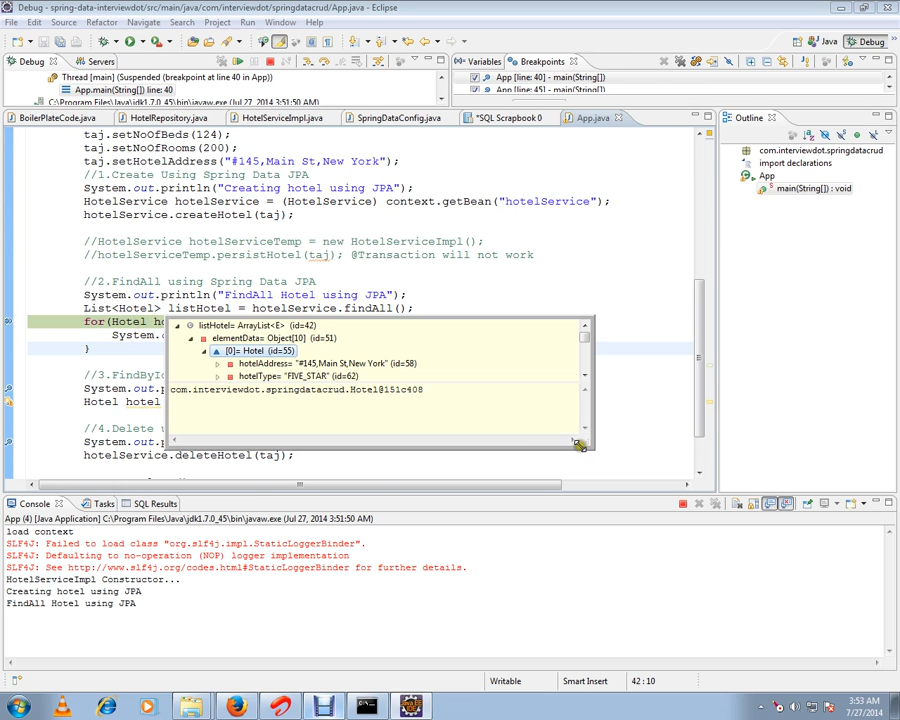 Debug - spring-data-interviewdot/src/main/java/com/interviewdot/springdatacrud/App.java - Eclipse
File Edit Source Refactor Navigate Search Project Run Window Help
Java Debug
Debug Servers
Thread [main] (Suspended (breakpoint at line 40 in App))
App.main(String[]) line: 40
C:\Program Files\Java\jdk1.7.0_45\bin\javaw.exe (Jul 27, 2014 3:51:50 AM)
Variables Breakpoints
App [line: 40] - main(String[])
App [line: 45] - main(String[])
BoilerPlateCode.java HotelRepository.java HotelServiceImpl.java SpringDataConfig.java *SQL Scrapbook 0 App.java
Outline
com.interviewdot.springdatacrud
import declarations
App
main(String[]) : void
taj.setNoOfBeds(124);
taj.setNoOfRooms(200);
taj.setHotelAddress("#145,Main St,New York");
//1.Create Using Spring Data JPA
System.out.println("Creating hotel using JPA");
HotelService hotelService = (HotelService) context.getBean("hotelService");
hotelService.createHotel(taj);
//HotelService hotelServiceTemp = new HotelServiceImpl();
//hotelServiceTemp.persistHotel(taj); @Transaction will not work
//2.FindAll using Spring Data JPA
System.out.println("FindAll Hotel using JPA");
List<Hotel> listHotel = hotelService.findAll();
for(Hotel ho
System.o
}
//3.FindByI
System.out.p
Hotel hotel
//4.Delete u
System.out.p
hotelService.deleteHotel(taj);
listHotel= ArrayList<E> (id=42)
elementData= Object[10] (id=51)
[0]= Hotel (id=55)
hotelAddress= "#145,Main St,New York" (id=58)
hotelType= "FIVE_STAR" (id=62)
com.interviewdot.springdatacrud.Hotel@151c408
Console Tasks SQL Results
App (4) [Java Application] C:\Program Files\Java\jdk1.7.0_45\bin\javaw.exe (Jul 27, 2014 3:51:50 AM)
load context
SLF4J: Failed to load class "org.slf4j.impl.StaticLoggerBinder".
SLF4J: Defaulting to no-operation (NOP) logger implementation
SLF4J: See http://www.slf4j.org/codes.html#StaticLoggerBinder for further details.
HotelServiceImpl Constructor...
Creating hotel using JPA
FindAll Hotel using JPA
Writable Smart Insert 42 : 10
3:53 AM
7/27/2014